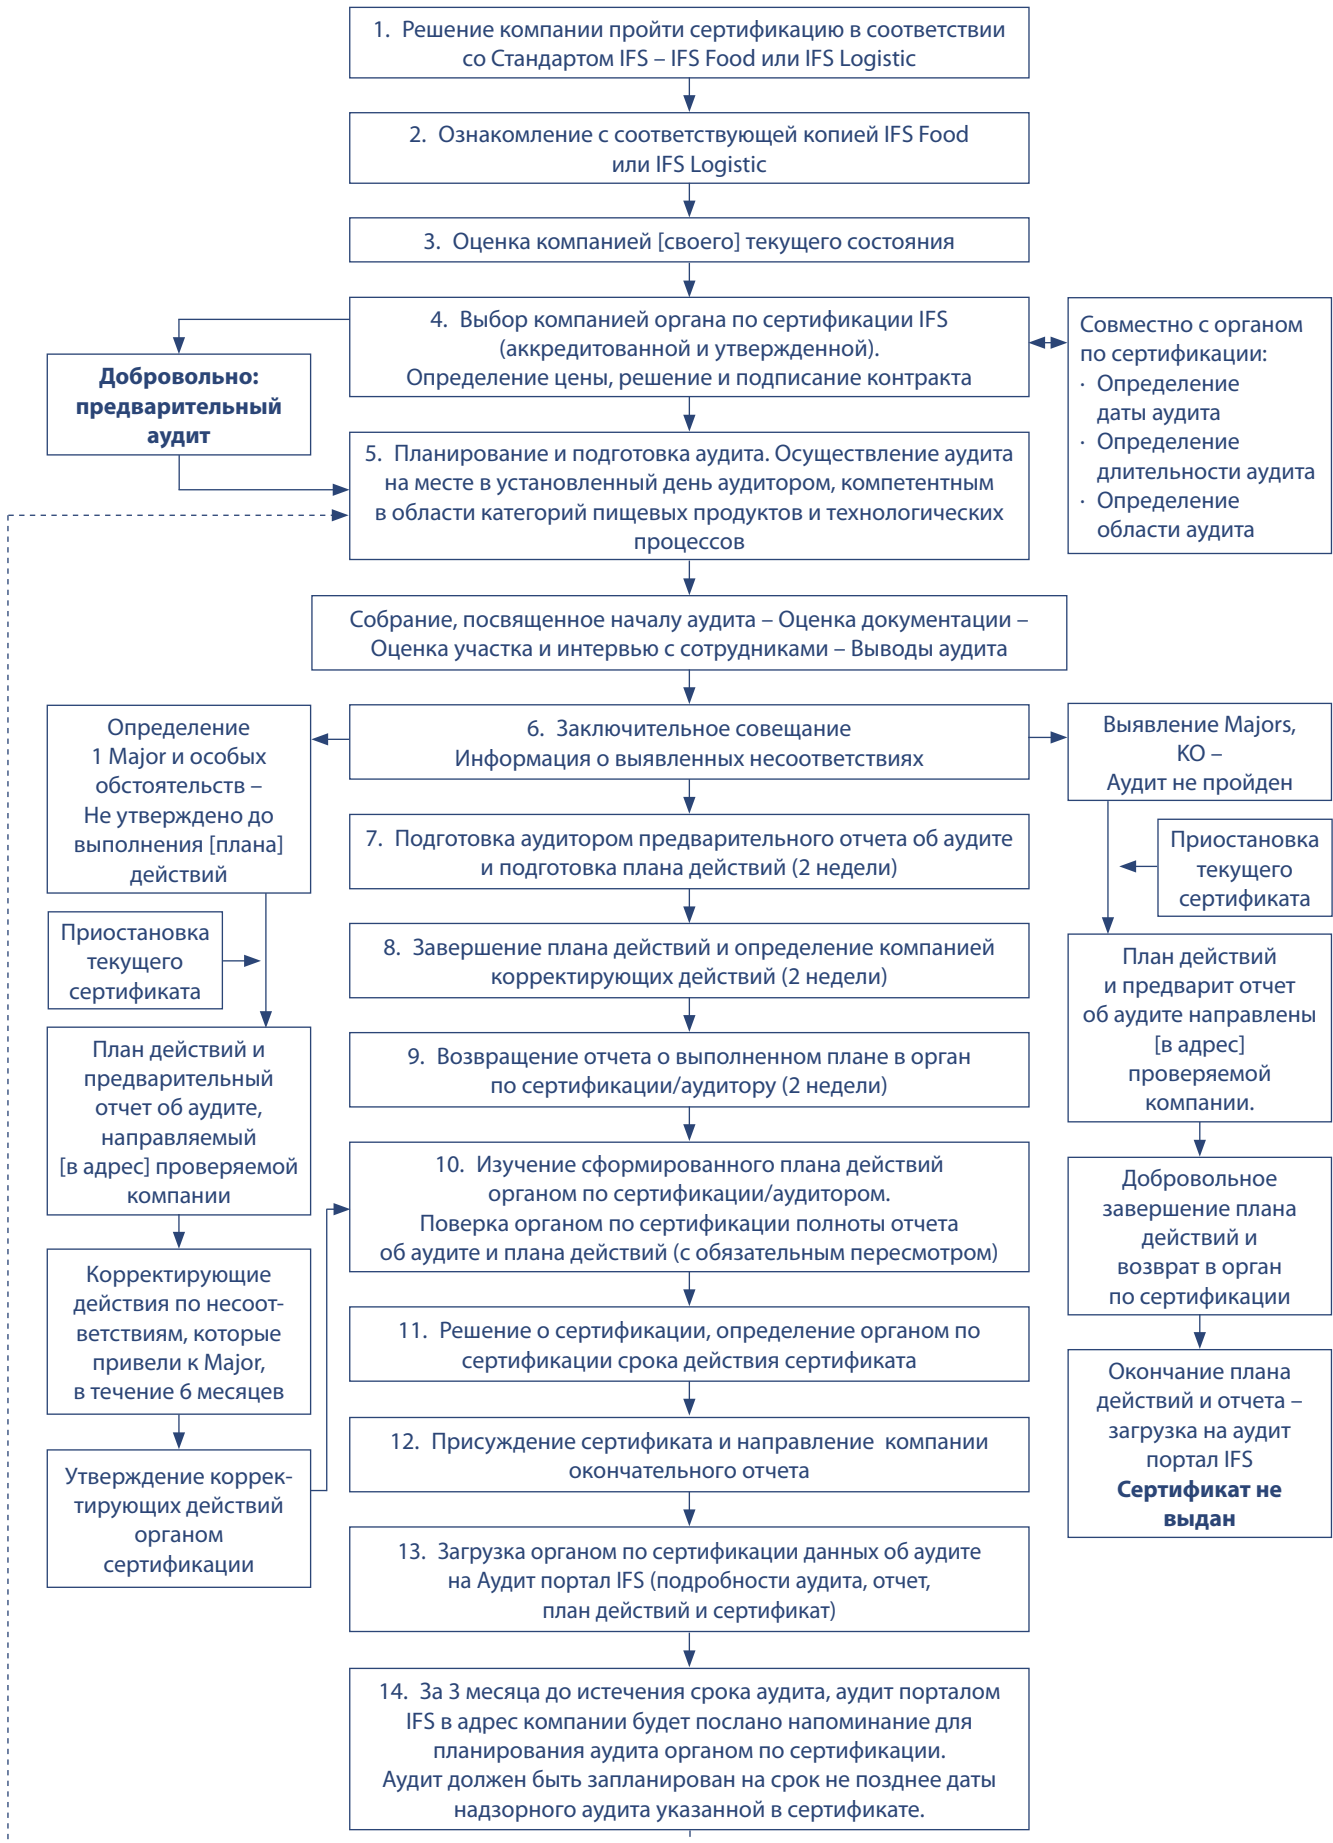 1. Решение компании пройти сертификацию в соответствии
со Стандартом IFS – IFS Food или IFS Logistic
2. Ознакомление с соответствующей копией IFS Food
или IFS Logistic
3. Оценка компанией [своего] текущего состояния
4. Выбор компанией органа по сертификации IFS
(аккредитованной и утвержденной).
Определение цены, решение и подписание контракта
Совместно с органом
по сертификации:
· Определение
даты аудита
· Определение
длительности аудита
· Определение
области аудита
Добровольно:
предварительный
аудит
5. Планирование и подготовка аудита. Осуществление аудита
на месте в установленный день аудитором, компетентным
в области категорий пищевых продуктов и технологических
процессов
Собрание, посвященное началу аудита – Оценка документации –
Оценка участка и интервью с сотрудниками – Выводы аудита
6. Заключительное совещание
Информация о выявленных несоответствиях
Определение
1 Major и особых
обстоятельств –
Не утверждено до
выполнения [плана]
действий
Приостановка
текущего
сертификата
План действий и
предварительный
отчет об аудите,
направляемый
[в адрес] проверяемой
компании
Корректирующие
действия по несоот-
ветствиям, которые
привели к Major,
в течение 6 месяцев
Утверждение коррек-
тирующих действий
органом
сертификации
7. Подготовка аудитором предварительного отчета об аудите
и подготовка плана действий (2 недели)
8. Завершение плана действий и определение компанией
корректирующих действий (2 недели)
9. Возвращение отчета о выполненном плане в орган
по сертификации/аудитору (2 недели)
10. Изучение сформированного плана действий
органом по сертификации/аудитором.
Поверка органом по сертификации полноты отчета
об аудите и плана действий (с обязательным пересмотром)
11. Решение о сертификации, определение органом по
сертификации срока действия сертификата
12. Присуждение сертификата и направление компании
окончательного отчета
13. Загрузка органом по сертификации данных об аудите
на Аудит портал IFS (подробности аудита, отчет,
план действий и сертификат)
14. За 3 месяца до истечения срока аудита, аудит порталом
IFS в адрес компании будет послано напоминание для
планирования аудита органом по сертификации.
Аудит должен быть запланирован на срок не позднее даты
надзорного аудита указанной в сертификате.
Выявление Majors,
KO –
Аудит не пройден
Приостановка
текущего
сертификата
План действий
и предварит отчет
об аудите направлены
[в адрес]
проверяемой
компании.
Добровольное
завершение плана
действий и
возврат в орган
по сертификации
Окончание плана
действий и отчета –
загрузка на аудит
портал IFS
Сертификат не
выдан